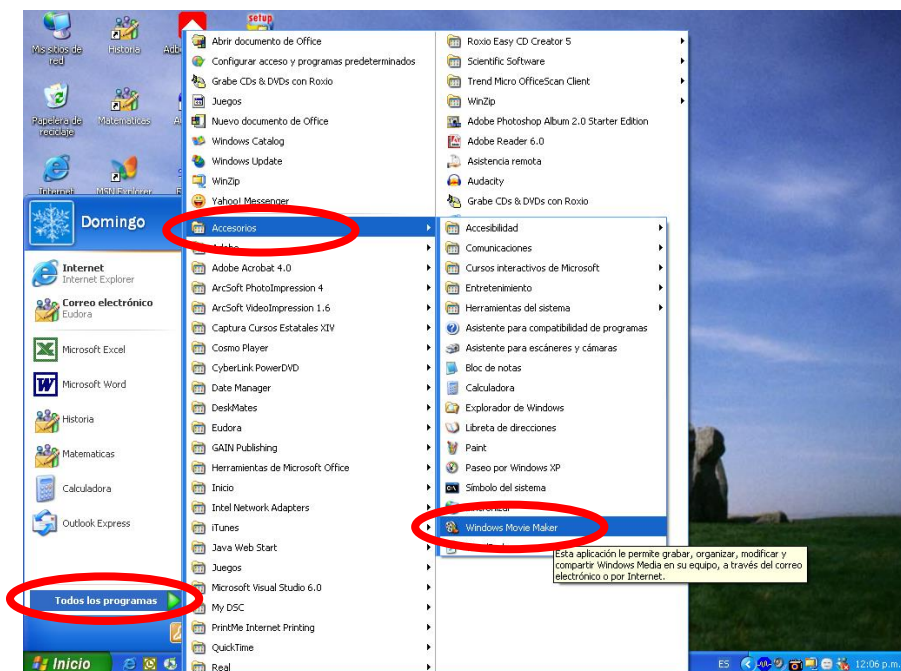 setup
Mis sitios de
red
Historia
Adb
Papelera de
reciclaje
Matematicas
Internet
MSN Explorer
Domingo
Internet
Internet Explorer
Correo electrónico
Eudora
Microsoft Excel
Microsoft Word
Historia
Matematicas
Calculadora
Outlook Express
Todos los programas
Inicio
Abrir documento de Office
Configurar acceso y programas predeterminados
Grabe CDs & DVDs con Roxio
Juegos
Nuevo documento de Office
Windows Catalog
Windows Update
WinZip
Yahoo! Messenger
Accesorios
Adobe
Adobe Acrobat 4.0
ArcSoft PhotoImpression 4
ArcSoft VideoImpression 1.6
Captura Cursos Estatales XIV
Cosmo Player
CyberLink PowerDVD
Date Manager
DeskMates
Eudora
GAIN Publishing
Herramientas de Microsoft Office
Inicio
Intel Network Adapters
iTunes
Java Web Start
Juegos
Microsoft Visual Studio 6.0
My DSC
PrintMe Internet Printing
QuickTime
Real
Roxio Easy CD Creator 5
Scientific Software
Trend Micro OfficeScan Client
WinZip
Adobe Photoshop Album 2.0 Starter Edition
Adobe Reader 6.0
Asistencia remota
Audacity
Grabe CDs & DVDs con Roxio
Accesibilidad
Comunicaciones
Cursos interactivos de Microsoft
Entretenimiento
Herramientas del sistema
Asistente para compatibilidad de programas
Asistente para escáneres y cámaras
Bloc de notas
Calculadora
Explorador de Windows
Libreta de direcciones
Paint
Paseo por Windows XP
Símbolo del sistema
Sincronizar
Windows Movie Maker
Esta aplicación le permite grabar, organizar, modificar y
compartir Windows Media en su equipo, a través del correo
electrónico o por Internet.
ES
12:06 p.m.